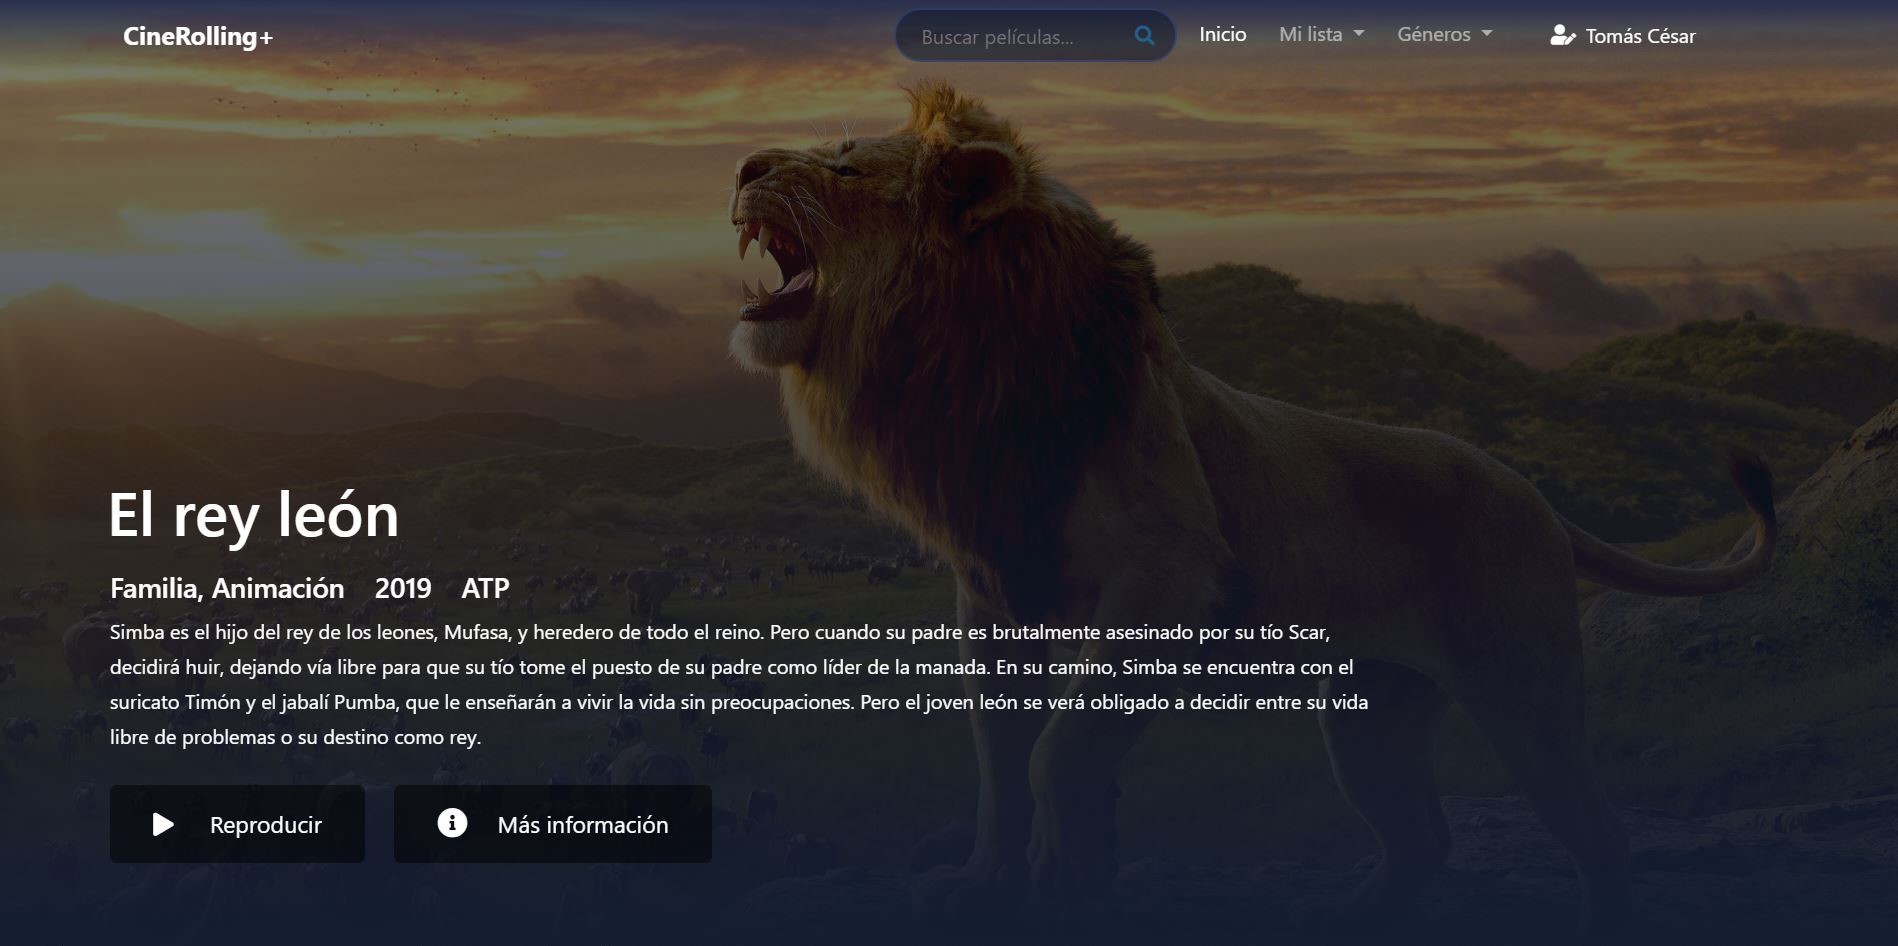 CineRolling+
Buscar películas...
Inicio
Mi lista
Géneros
Tomás César
El rey león
Familia, Animación 2019 ATP
Simba es el hijo del rey de los leones, Mufasa, y heredero de todo el reino. Pero cuando su padre es brutalmente asesinado por su tío Scar,
decidirá huir, dejando vía libre para que su tío tome el puesto de su padre como líder de la manada. En su camino, Simba se encuentra con el
suricato Timón y el jabalí Pumba, que le enseñarán a vivir la vida sin preocupaciones. Pero el joven león se verá obligado a decidir entre su vida
libre de problemas o su destino como rey.
Reproducir
Más información